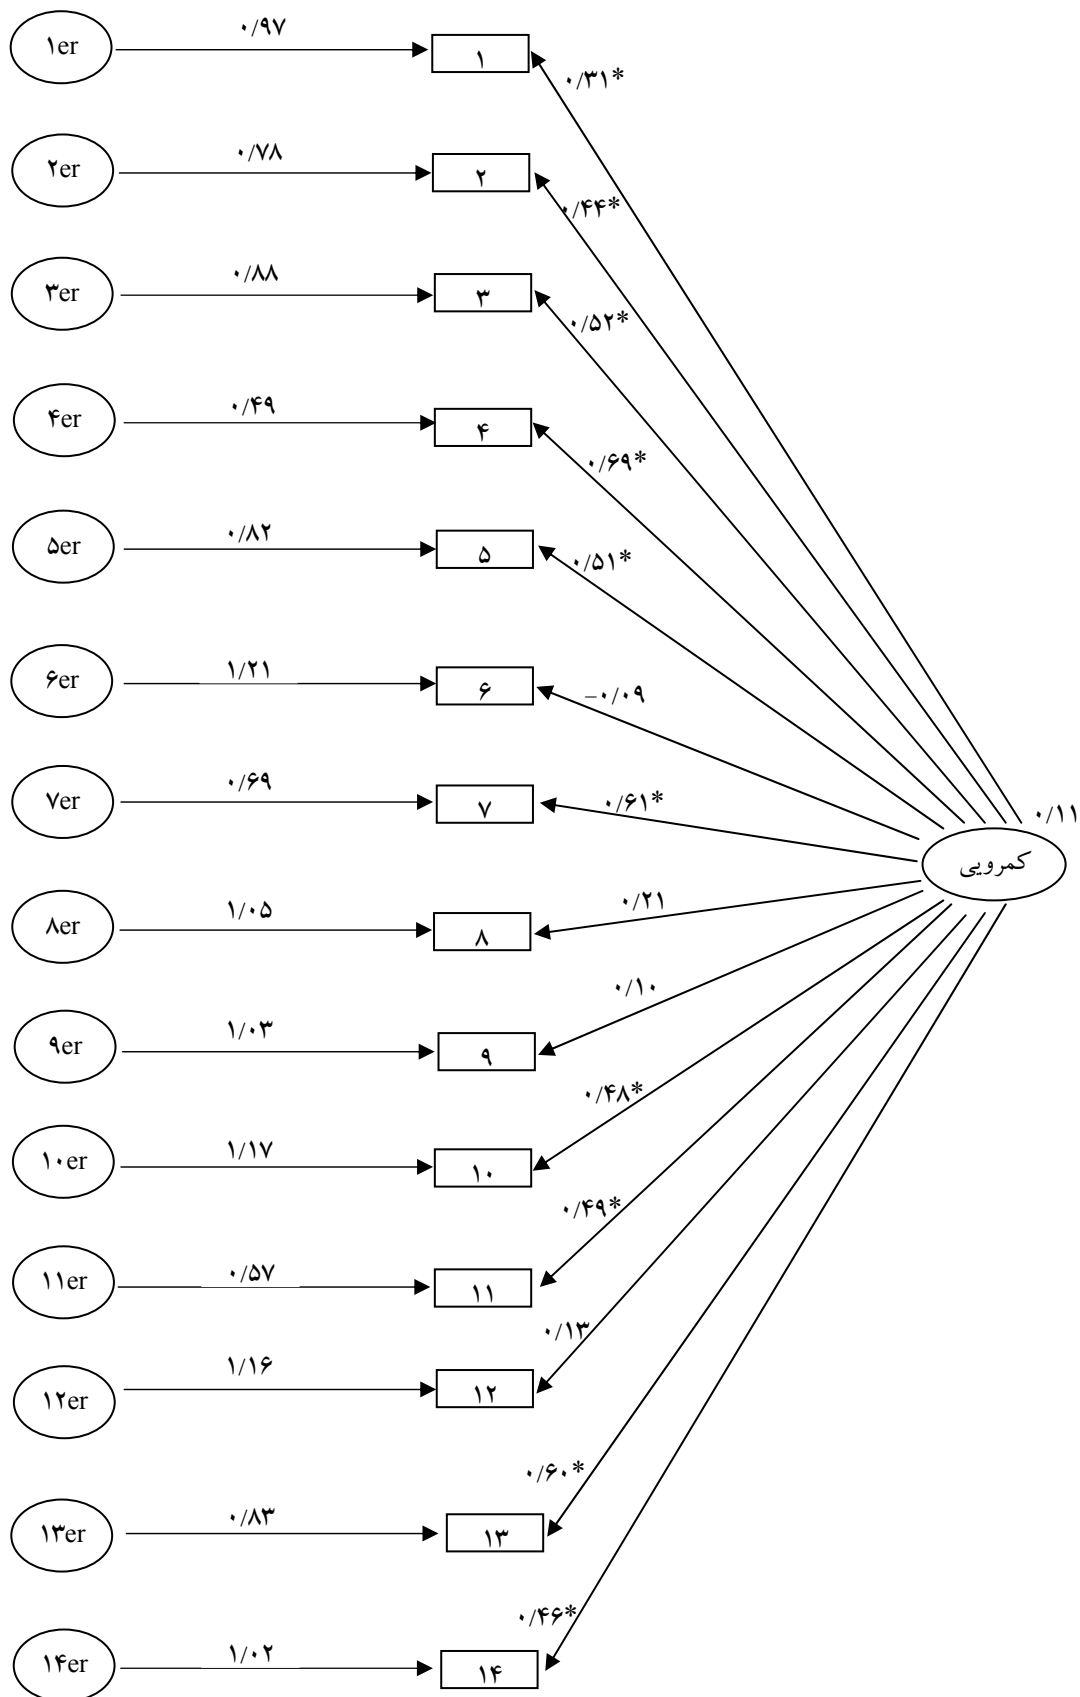 ۱er ۰/۹۷ ۱ ۰/۳۱*
۲er ۰/۷۸ ۲ ۰/۴۴*
۳er ۰/۸۸ ۳ ۰/۵۲*
۴er ۰/۴۹ ۴ ۰/۶۹*
۵er ۰/۸۲ ۵ ۰/۵۱*
۶er ۱/۲۱ ۶ –۰/۰۹
۷er ۰/۶۹ ۷ ۰/۶۱*
۰/۱۱
کمرویی
۸er ۱/۰۵ ۸ ۰/۲۱
۹er ۱/۰۳ ۹ ۰/۱۰
۱۰er ۱/۱۷ ۱۰ ۰/۴۸*
۱۱er ۰/۵۷ ۱۱ ۰/۴۹*
۱۲er ۱/۱۶ ۱۲ ۰/۱۳
۱۳er ۰/۸۳ ۱۳ ۰/۶۰*
۱۴er ۱/۰۲ ۱۴ ۰/۴۶*